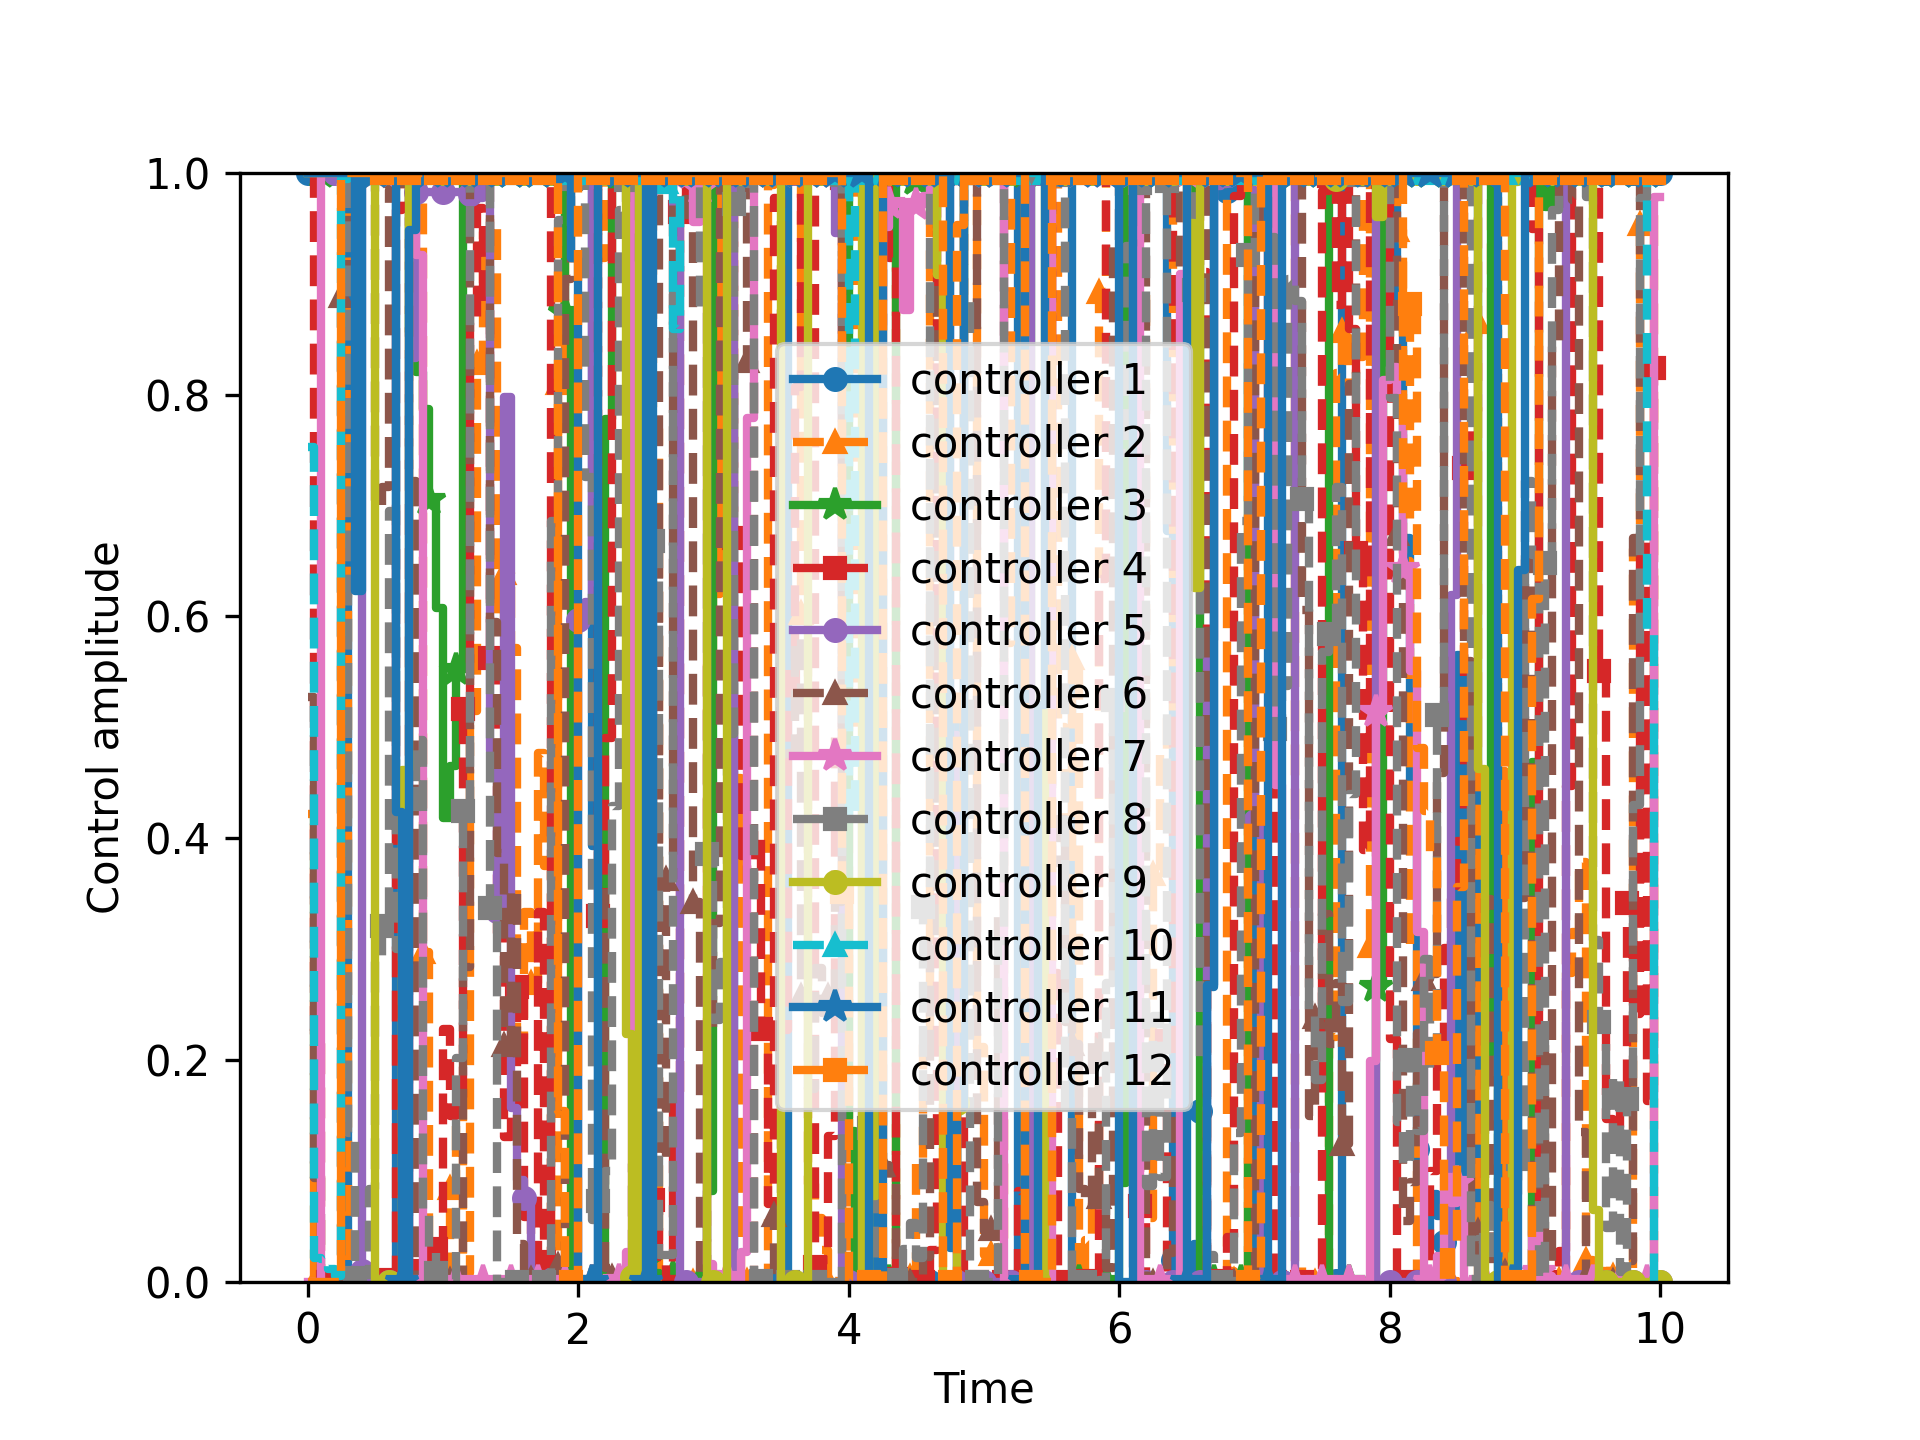 1.0
0.8
0.6
0.4
0.2
0.0
Control amplitude
controller 1
controller 2
controller 3
controller 4
controller 5
controller 6
controller 7
controller 8
controller 9
controller 10
controller 11
controller 12
0 2 4 6 8 10
Time